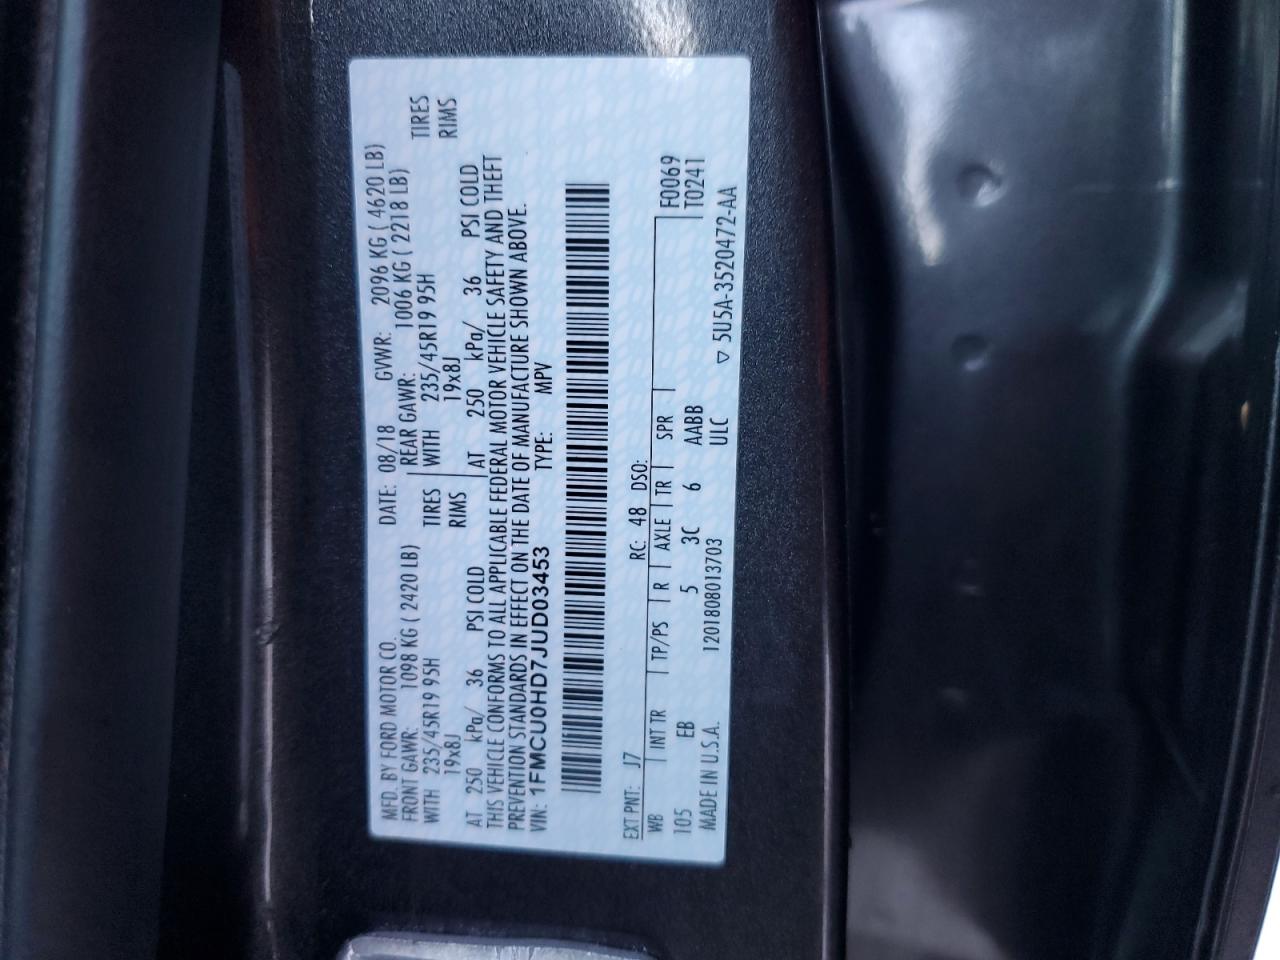 MFD. BY FORD MOTOR CO. DATE: 08/18 GVWR: 2096 KG ( 4620 LB)
FRONT GAWR: 1098 KG ( 2420 LB) REAR GAWR: 1006 KG ( 2218 LB)
WITH 235/45R19 95H TIRES WITH 235/45R19 95H TIRES
19x8J RIMS 19x8J RIMS
AT 250 kPa/ 36 PSI COLD AT 250 kPa/ 36 PSI COLD
THIS VEHICLE CONFORMS TO ALL APPLICABLE FEDERAL MOTOR VEHICLE SAFETY AND THEFT
PREVENTION STANDARDS IN EFFECT ON THE DATE OF MANUFACTURE SHOWN ABOVE.
VIN: 1FMCU0HD7JUD03453 TYPE: MPV
EXT PNT: J7 RC: 48 DSO: F0069
WB INT TR TP/PS R AXLE TR SPR T0241
105 EB 5 3C 6 AABB
MADE IN U.S.A. 1201808013703 ULC ▽ 5U5A-3520472-AA